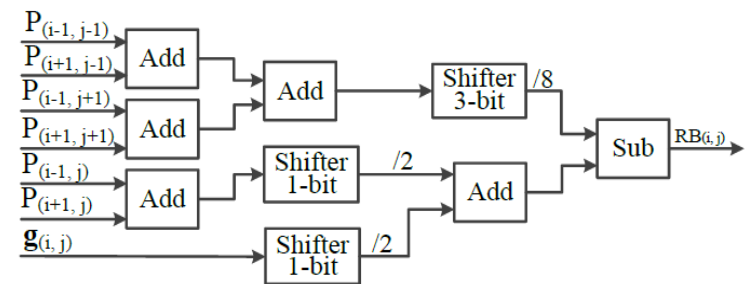 P(i-1, j-1)
P(i+1, j-1)
Add
P(i-1, j+1)
P(i+1, j+1)
Add
Add
Shifter
3-bit
/8
P(i-1, j)
P(i+1, j)
Add
Shifter
1-bit
/2
Add
Sub
RB(i, j)
g(i, j)
Shifter
1-bit
/2